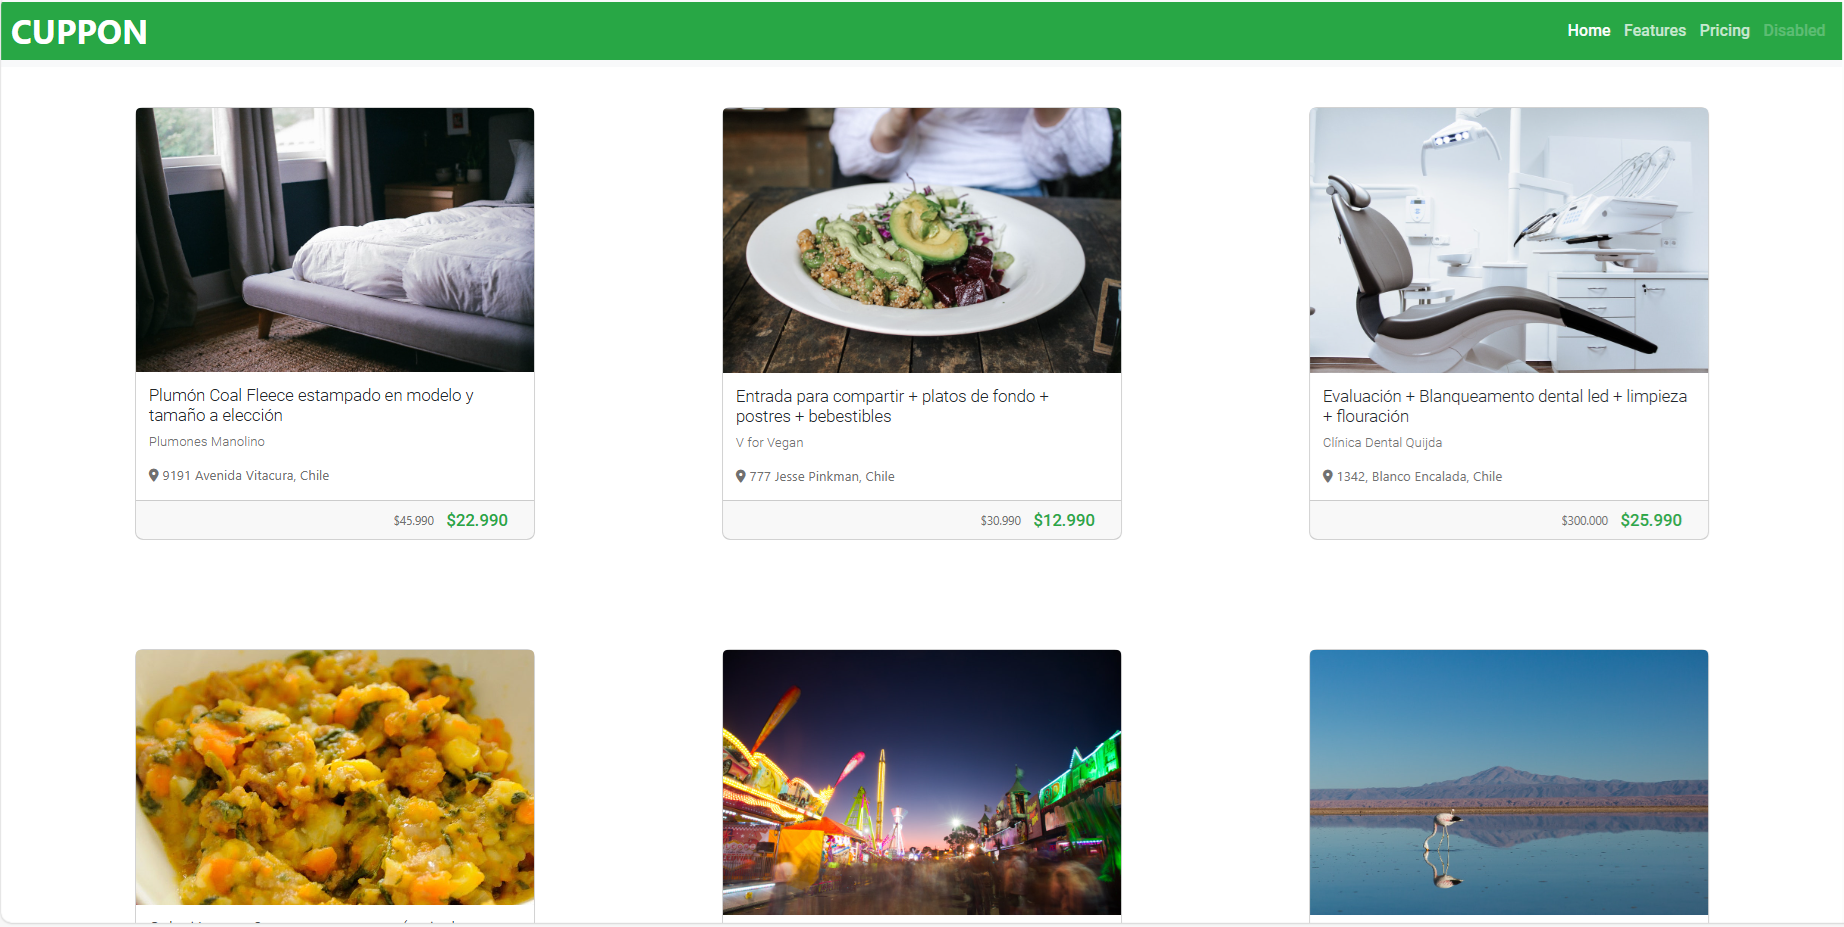 CUPPON
Home Features Pricing Disabled
Plumón Coal Fleece estampado en modelo y
tamaño a elección
Plumones Manolino
9191 Avenida Vitacura, Chile
$45.990 $22.990
Entrada para compartir + platos de fondo +
postres + bebestibles
V for Vegan
777 Jesse Pinkman, Chile
$30.990 $12.990
Evaluación + Blanqueamento dental led + limpieza
+ flouración
Clínica Dental Quijda
1342, Blanco Encalada, Chile
$300.000 $25.990